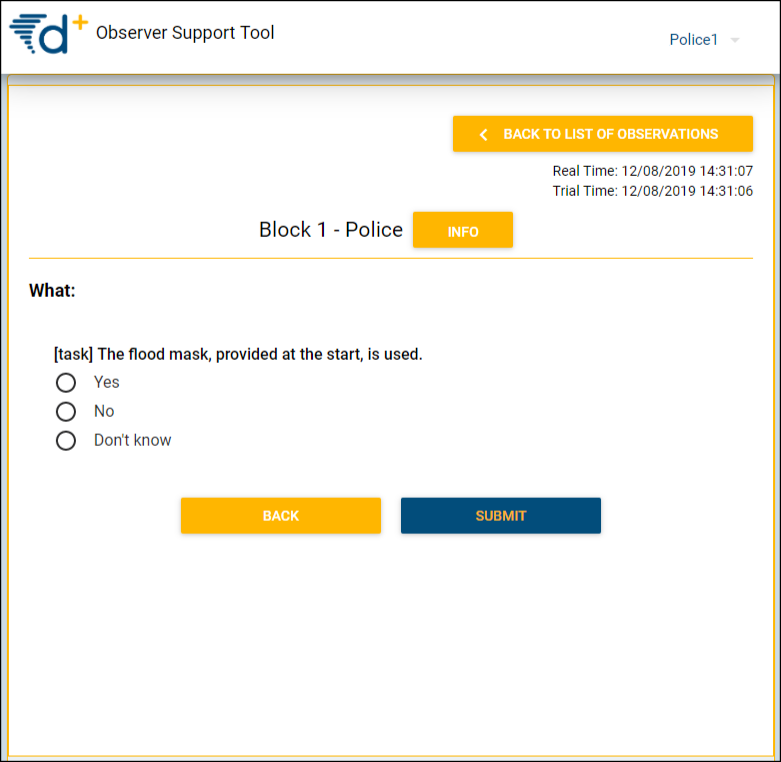 d+ Observer Support Tool
Police1
BACK TO LIST OF OBSERVATIONS
Real Time: 12/08/2019 14:31:07
Trial Time: 12/08/2019 14:31:06
Block 1 - Police INFO
What:
[task] The flood mask, provided at the start, is used.
Yes
No
Don't know
BACK SUBMIT